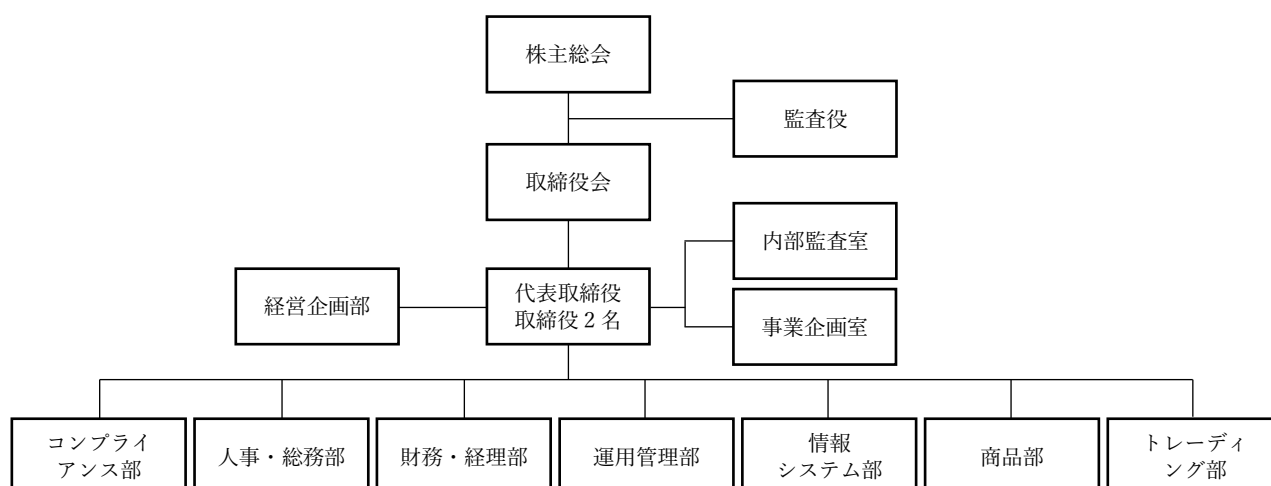 株主総会
監査役
取締役会
内部監査室
経営企画部
代表取締役
取締役２名
事業企画室
コンプライ
アンス部
人事・総務部
財務・経理部
運用管理部
情報
システム部
商品部
トレーディ
ング部